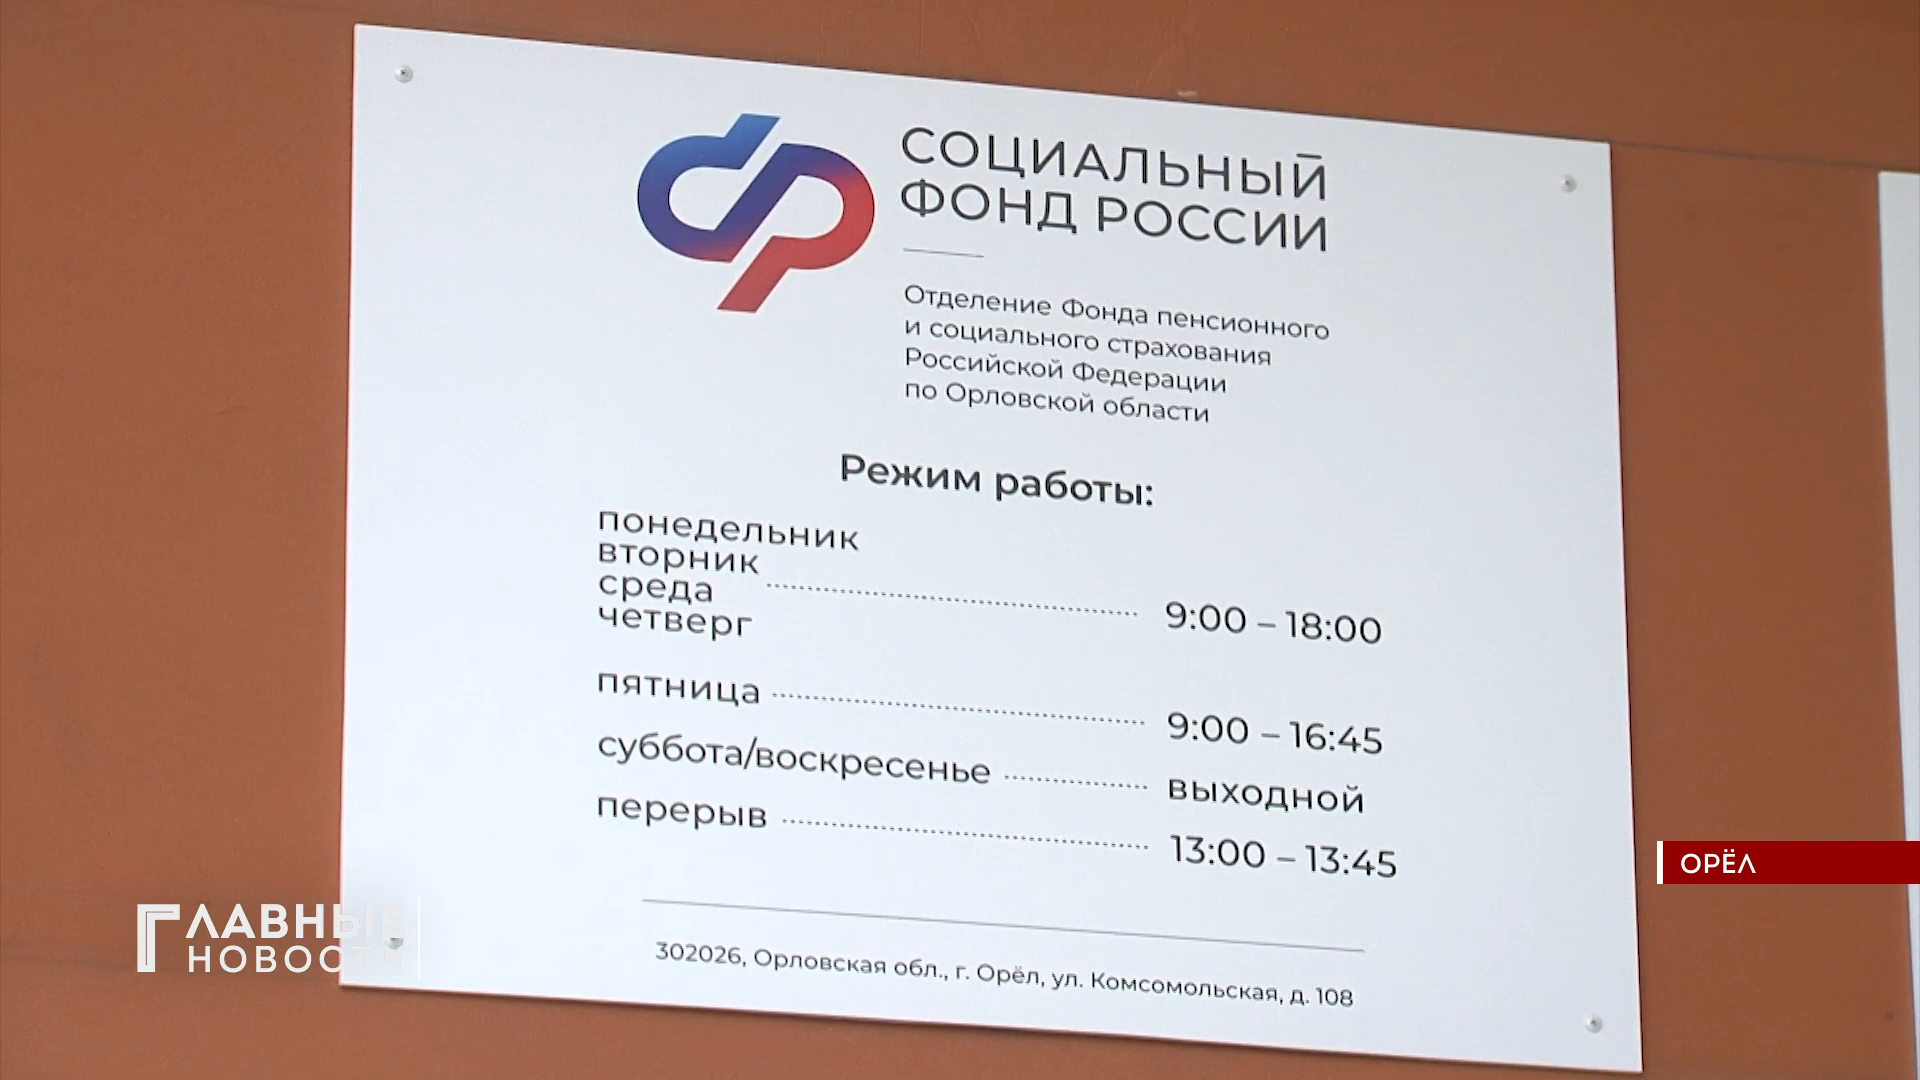 СОЦИАЛЬНЫЙ
ФОНД РОССИИ
Отделение Фонда пенсионного
и социального страхования
Российской Федерации
по Орловской области
Режим работы:
понедельник
вторник
среда
четверг
9:00 – 18:00
пятница 9:00 – 16:45
суббота/воскресенье выходной
перерыв 13:00 – 13:45
302026, Орловская обл., г. Орёл, ул. Комсомольская, д. 108
ОРЁЛ
ГЛАВНЫЕ
НОВОСТИ